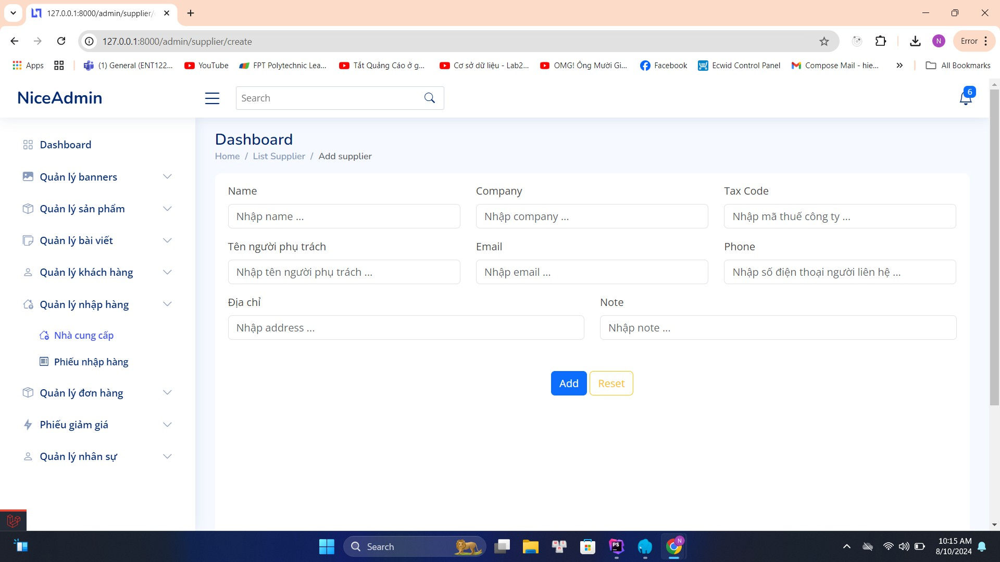 127.0.0.1:8000/admin/supplier/
127.0.0.1:8000/admin/supplier/create
N
Error
Apps
(1) General (ENT122...
YouTube
FPT Polytechnic Lea...
Tắt Quảng Cáo ở g...
Cơ sở dữ liệu - Lab2...
OMG! Ông Mười Gi...
Facebook
Ecwid Control Panel
Compose Mail - hie...
All Bookmarks
NiceAdmin
Search
6
Dashboard
Quản lý banners
Quản lý sản phẩm
Quản lý bài viết
Quản lý khách hàng
Quản lý nhập hàng
Nhà cung cấp
Phiếu nhập hàng
Quản lý đơn hàng
Phiếu giảm giá
Quản lý nhân sự
Dashboard
Home / List Supplier / Add supplier
Name
Company
Tax Code
Nhập name ...
Nhập company ...
Nhập mã thuế công ty ...
Tên người phụ trách
Email
Phone
Nhập tên người phụ trách ...
Nhập email ...
Nhập số điện thoại người liên hệ ...
Địa chỉ
Note
Nhập address ...
Nhập note ...
Add
Reset
Search
PS
N
10:15 AM
8/10/2024